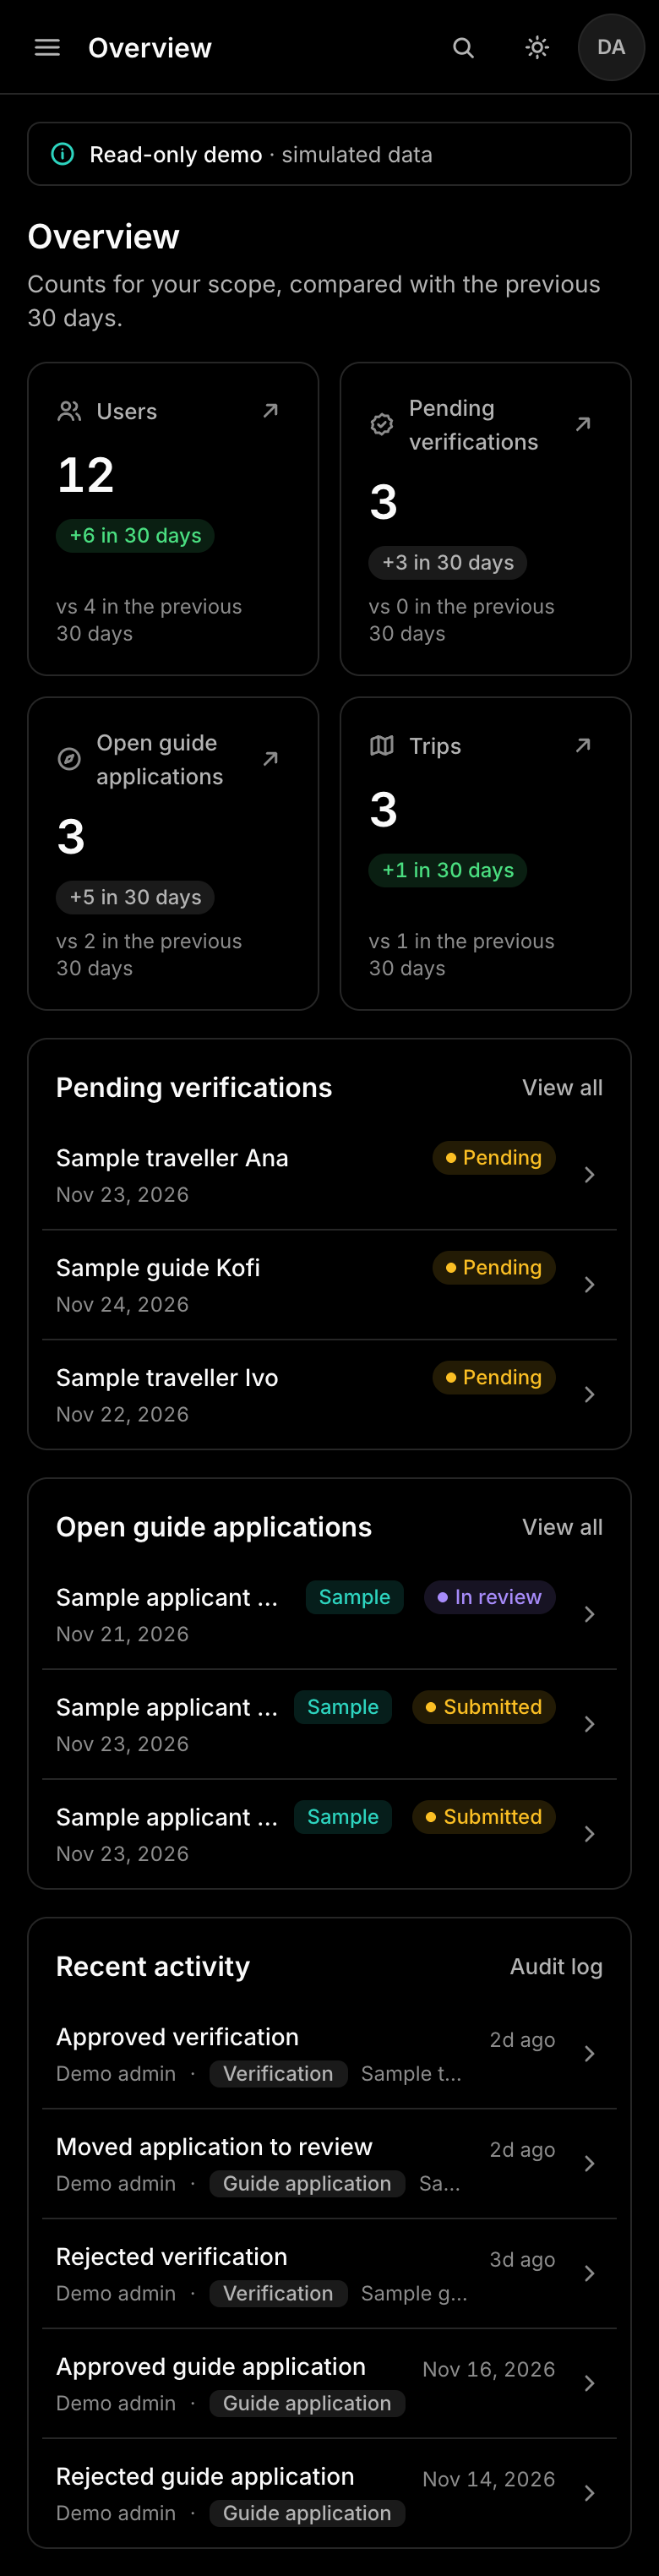 Overview
DA
Read-only demo · simulated data
Overview
Counts for your scope, compared with the previous
30 days.
Users
12
+6 in 30 days
vs 4 in the previous
30 days
Pending
verifications
3
+3 in 30 days
vs 0 in the previous
30 days
Open guide
applications
3
+5 in 30 days
vs 2 in the previous
30 days
Trips
3
+1 in 30 days
vs 1 in the previous
30 days
Pending verifications View all
Sample traveller Ana Pending
Nov 23, 2026
Sample guide Kofi Pending
Nov 24, 2026
Sample traveller Ivo Pending
Nov 22, 2026
Open guide applications View all
Sample applicant ... Sample In review
Nov 21, 2026
Sample applicant ... Sample Submitted
Nov 23, 2026
Sample applicant ... Sample Submitted
Nov 23, 2026
Recent activity Audit log
Approved verification 2d ago
Demo admin · Verification Sample t...
Moved application to review 2d ago
Demo admin · Guide application Sa...
Rejected verification 3d ago
Demo admin · Verification Sample g...
Approved guide application Nov 16, 2026
Demo admin · Guide application
Rejected guide application Nov 14, 2026
Demo admin · Guide application